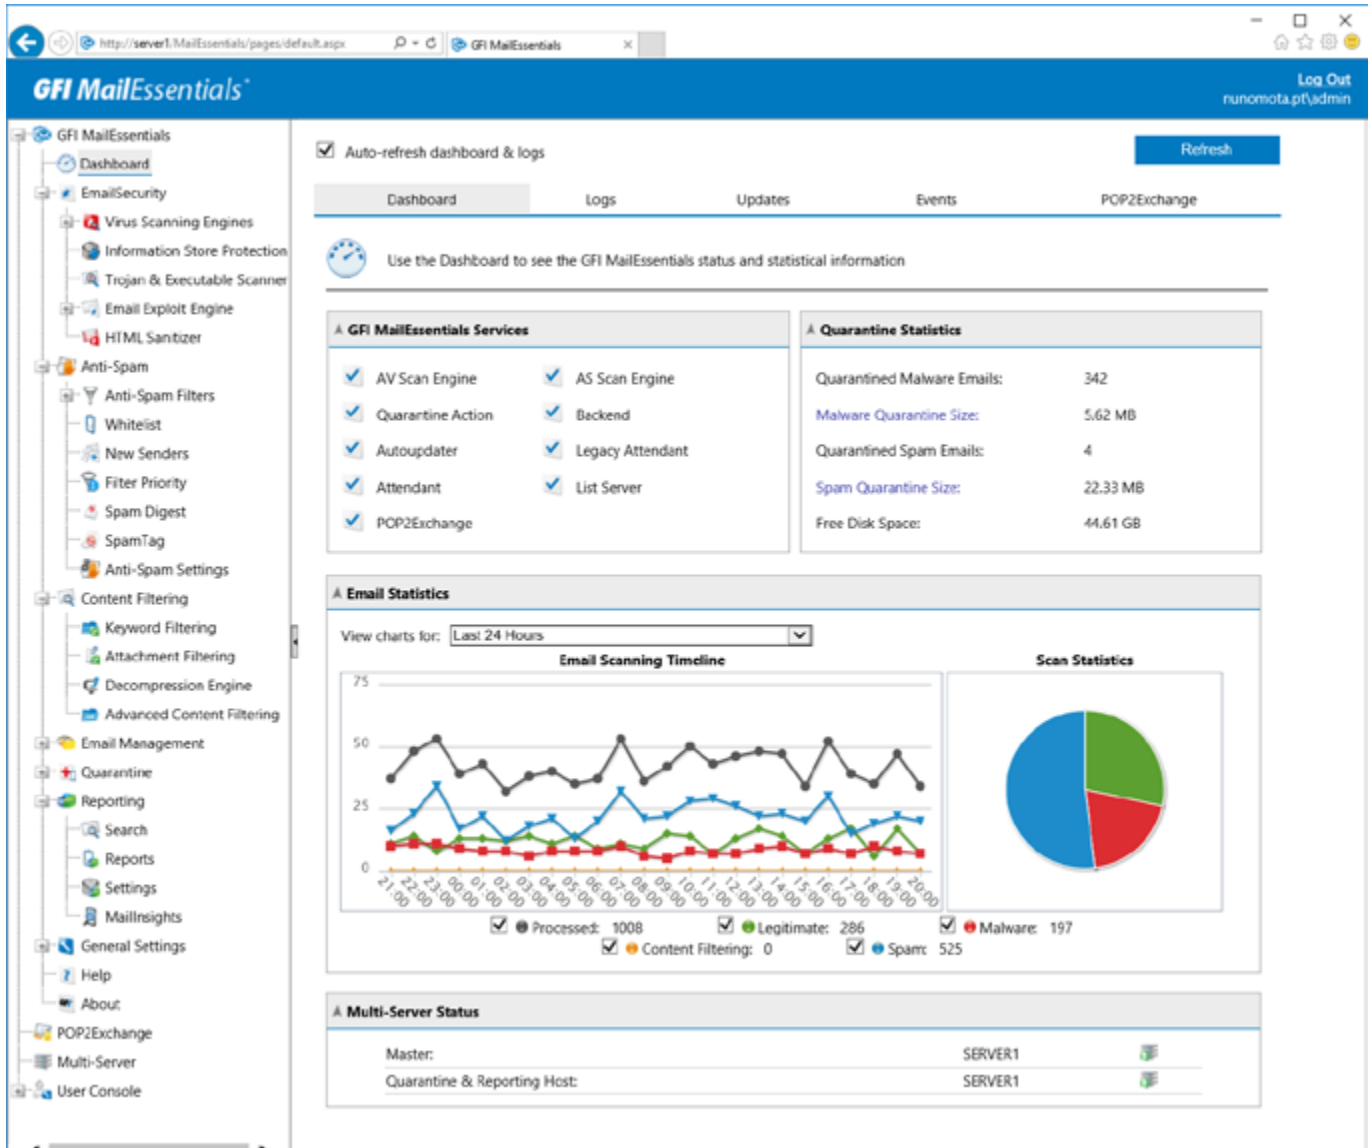 http://server1/MailEssentials/pages/default.aspx
GFI MailEssentials
GFI MailEssentials
Log Out
nunomota.pt\admin
GFI MailEssentials
Dashboard
EmailSecurity
Virus Scanning Engines
Information Store Protection
Trojan & Executable Scanner
Email Exploit Engine
HTML Sanitizer
Anti-Spam
Anti-Spam Filters
Whitelist
New Senders
Filter Priority
Spam Digest
SpamTag
Anti-Spam Settings
Content Filtering
Keyword Filtering
Attachment Filtering
Decompression Engine
Advanced Content Filtering
Email Management
Quarantine
Reporting
Search
Reports
Settings
MailInsights
General Settings
Help
About
POP2Exchange
Multi-Server
User Console
Auto-refresh dashboard & logs
Refresh
Dashboard Logs Updates Events POP2Exchange
Use the Dashboard to see the GFI MailEssentials status and statistical information
GFI MailEssentials Services
AV Scan Engine AS Scan Engine
Quarantine Action Backend
Autoupdater Legacy Attendant
Attendant List Server
POP2Exchange
Quarantine Statistics
Quarantined Malware Emails: 342
Malware Quarantine Size: 5.62 MB
Quarantined Spam Emails: 4
Spam Quarantine Size: 22.33 MB
Free Disk Space: 44.61 GB
Email Statistics
View charts for: Last 24 Hours
Email Scanning Timeline
75
50
25
0
21:00 22:00 23:00 00:00 01:00 02:00 03:00 04:00 05:00 06:00 07:00 08:00 09:00 10:00 11:00 12:00 13:00 14:00 15:00 16:00 17:00 18:00 19:00 20:00
Scan Statistics
Processed: 1008 Legitimate: 286 Malware: 197
Content Filtering: 0 Spam: 525
Multi-Server Status
Master: SERVER1
Quarantine & Reporting Host: SERVER1